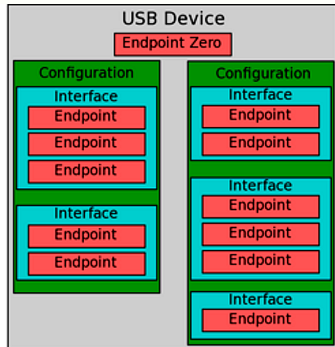 USB Device
Endpoint Zero
Configuration
Interface
Endpoint
Endpoint
Endpoint
Interface
Endpoint
Endpoint
Configuration
Interface
Endpoint
Endpoint
Interface
Endpoint
Endpoint
Endpoint
Interface
Endpoint